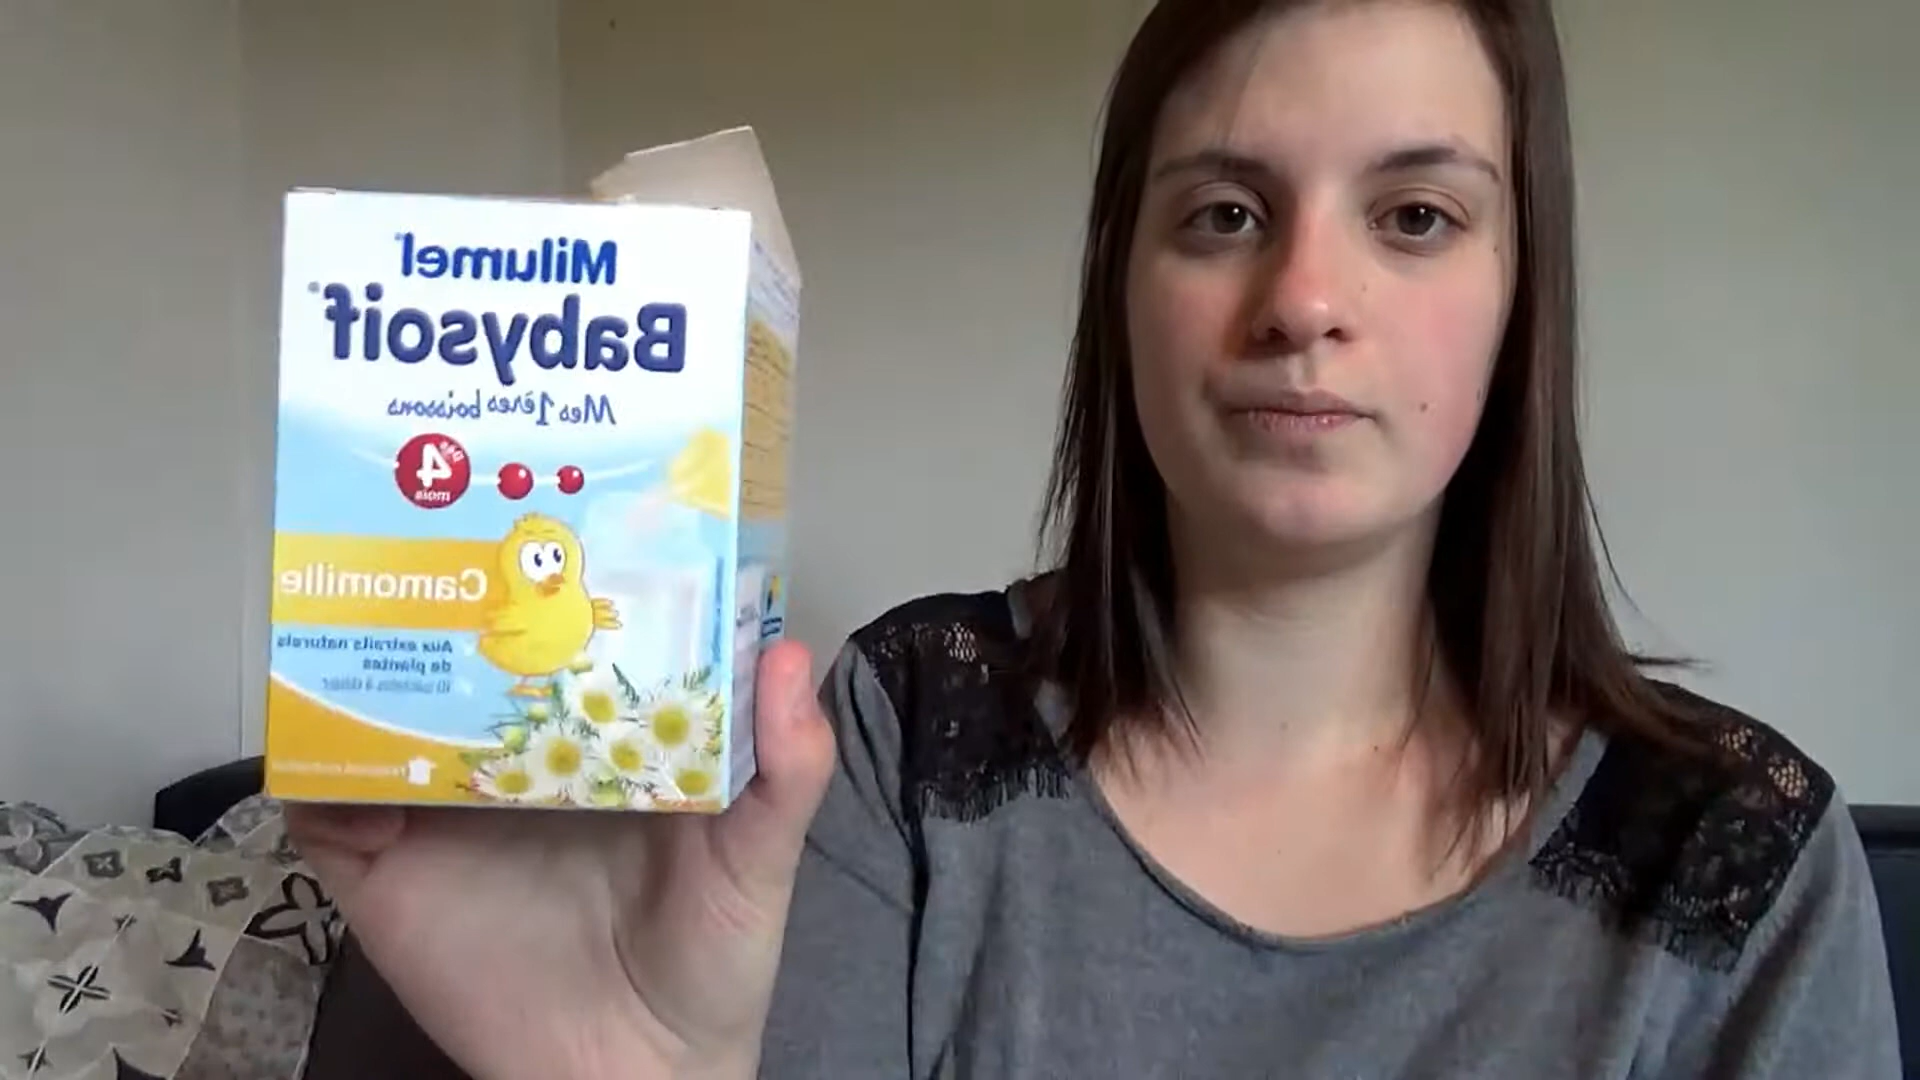 Milumel
Babysoif
Mes 1ères boissons
Dès
4
mois
Camomille
Aux extraits naturels
de plantes
10 sachets à diluer